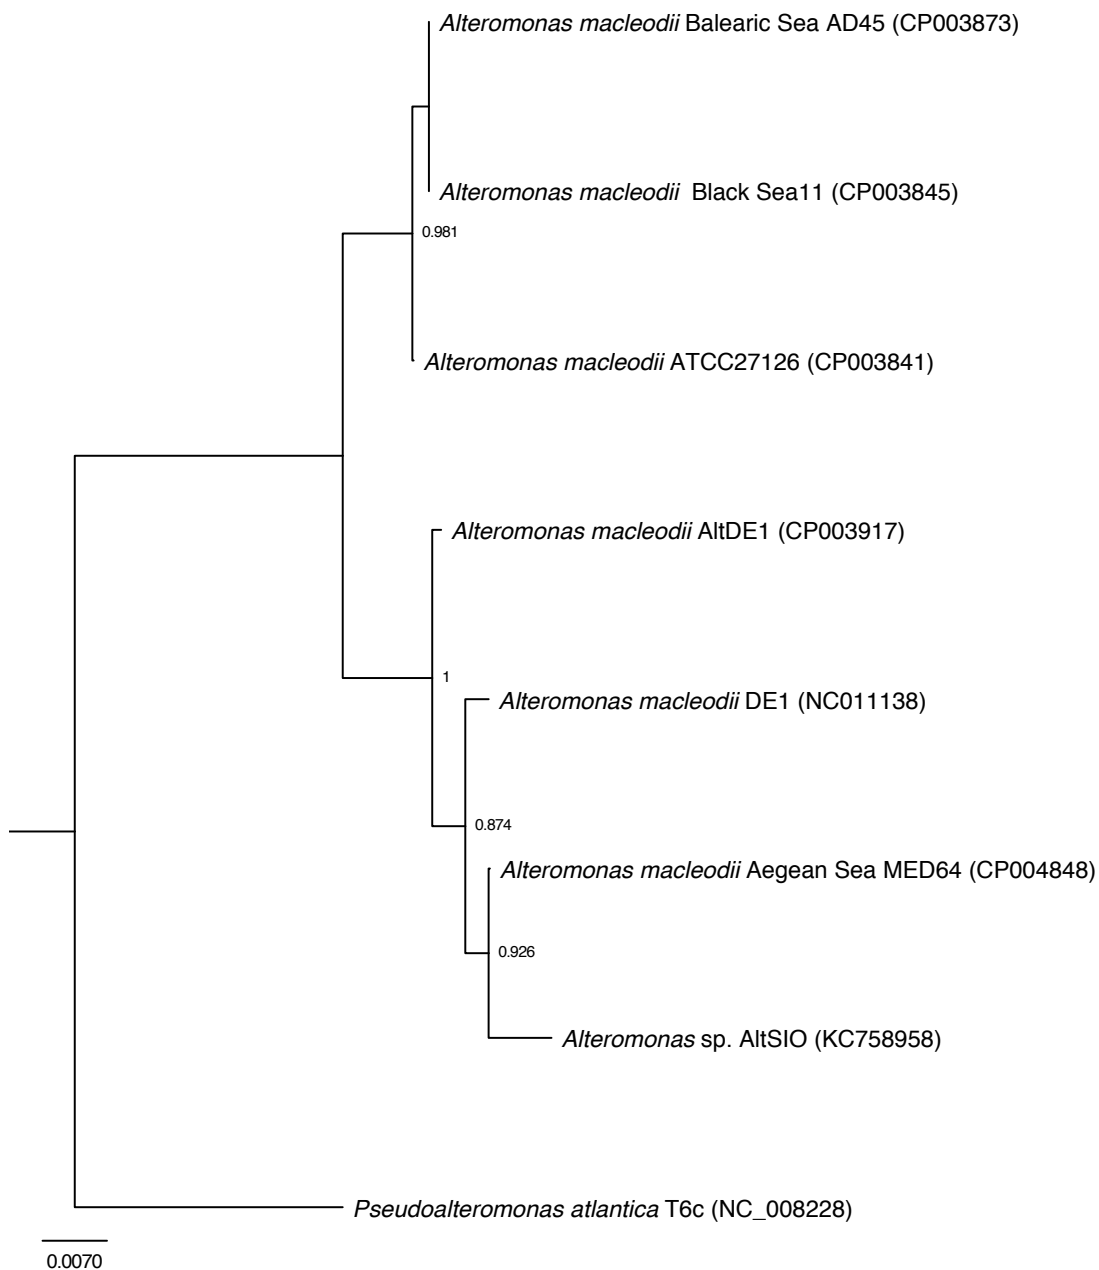 Alteromonas macleodii Balearic Sea AD45 (CP003873)
Alteromonas macleodii Black Sea11 (CP003845)
0.981
Alteromonas macleodii ATCC27126 (CP003841)
Alteromonas macleodii AltDE1 (CP003917)
1
Alteromonas macleodii DE1 (NC011138)
0.874
Alteromonas macleodii Aegean Sea MED64 (CP004848)
0.926
Alteromonas sp. AltSIO (KC758958)
Pseudoalteromonas atlantica T6c (NC_008228)
0.0070